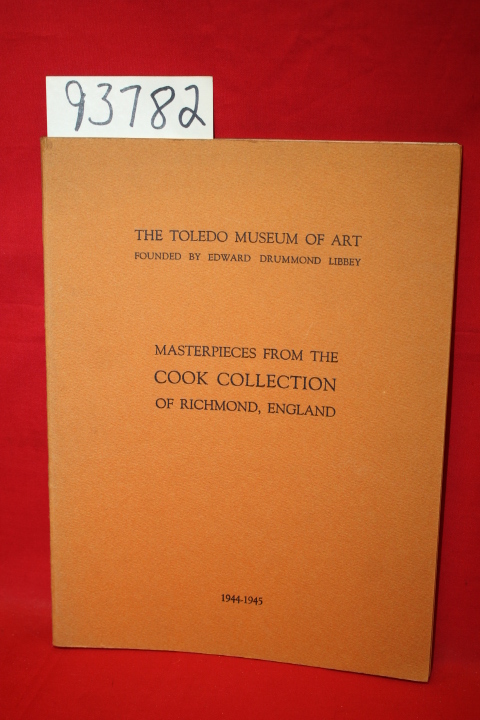 93782
THE TOLEDO MUSEUM OF ART
FOUNDED BY EDWARD DRUMMOND LIBBEY
MASTERPIECES FROM THE
COOK COLLECTION
OF RICHMOND, ENGLAND
1944-1945